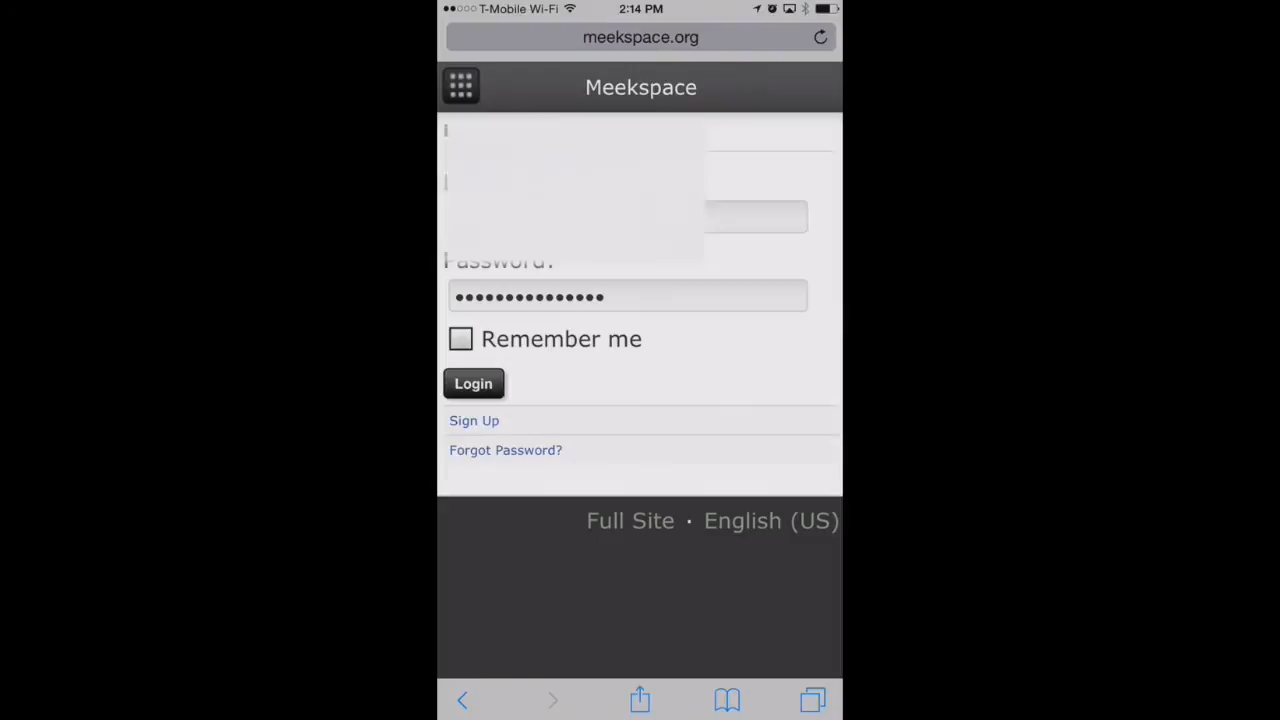 T-Mobile Wi-Fi 2:14 PM
meekspace.org
Meekspace
Password:
•••••••••••••••
Remember me
Login
Sign Up
Forgot Password?
Full Site · English (US)